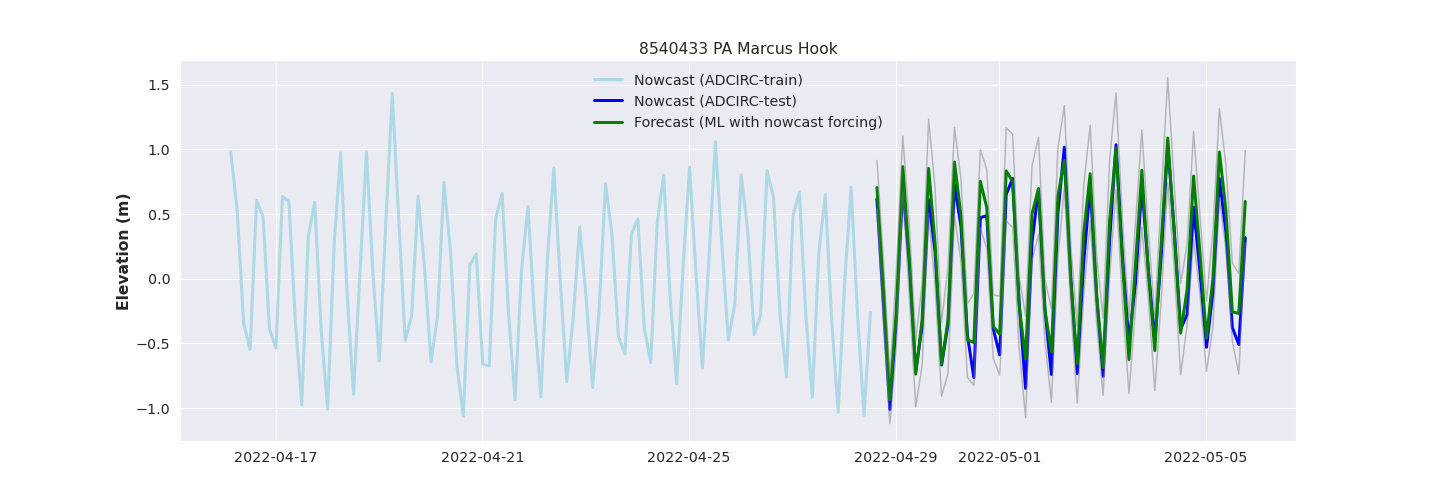 8540433 PA Marcus Hook
Nowcast (ADCIRC-train)
Nowcast (ADCIRC-test)
Forecast (ML with nowcast forcing)
Elevation (m)
1.5
1.0
0.5
0.0
−0.5
−1.0
2022-04-17 2022-04-21 2022-04-25 2022-04-29 2022-05-01 2022-05-05